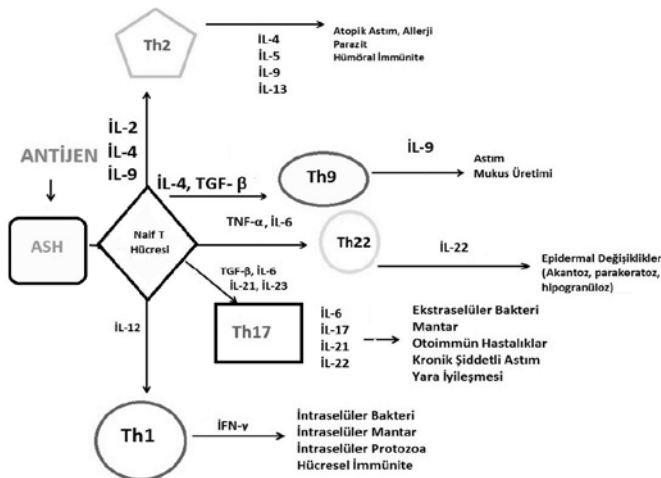 Th2
İL-4
İL-5
İL-9
İL-13
Atopik Astım, Allerji
Parazit
Hümöral İmmünite
İL-2
İL-4
İL-9
ANTİJEN
ASH
Naif T
Hücresi
İL-4, TGF- β
Th9
İL-9
Astım
Mukus Üretimi
TNF-α, İL-6
Th22
İL-22
Epidermal Değişiklikler
(Akantoz, parakeratoz,
hipogranüloz)
TGF-β, İL-6
İL-21, İL-23
Th17
İL-6
İL-17
İL-21
İL-22
Ekstraselüler Bakteri
Mantar
Otoimmün Hastalıklar
Kronik Şiddetli Astım
Yara İyileşmesi
İL-12
Th1
İFN-γ
İntraselüler Bakteri
İntraselüler Mantar
İntraselüler Protozoa
Hücresel İmmünite